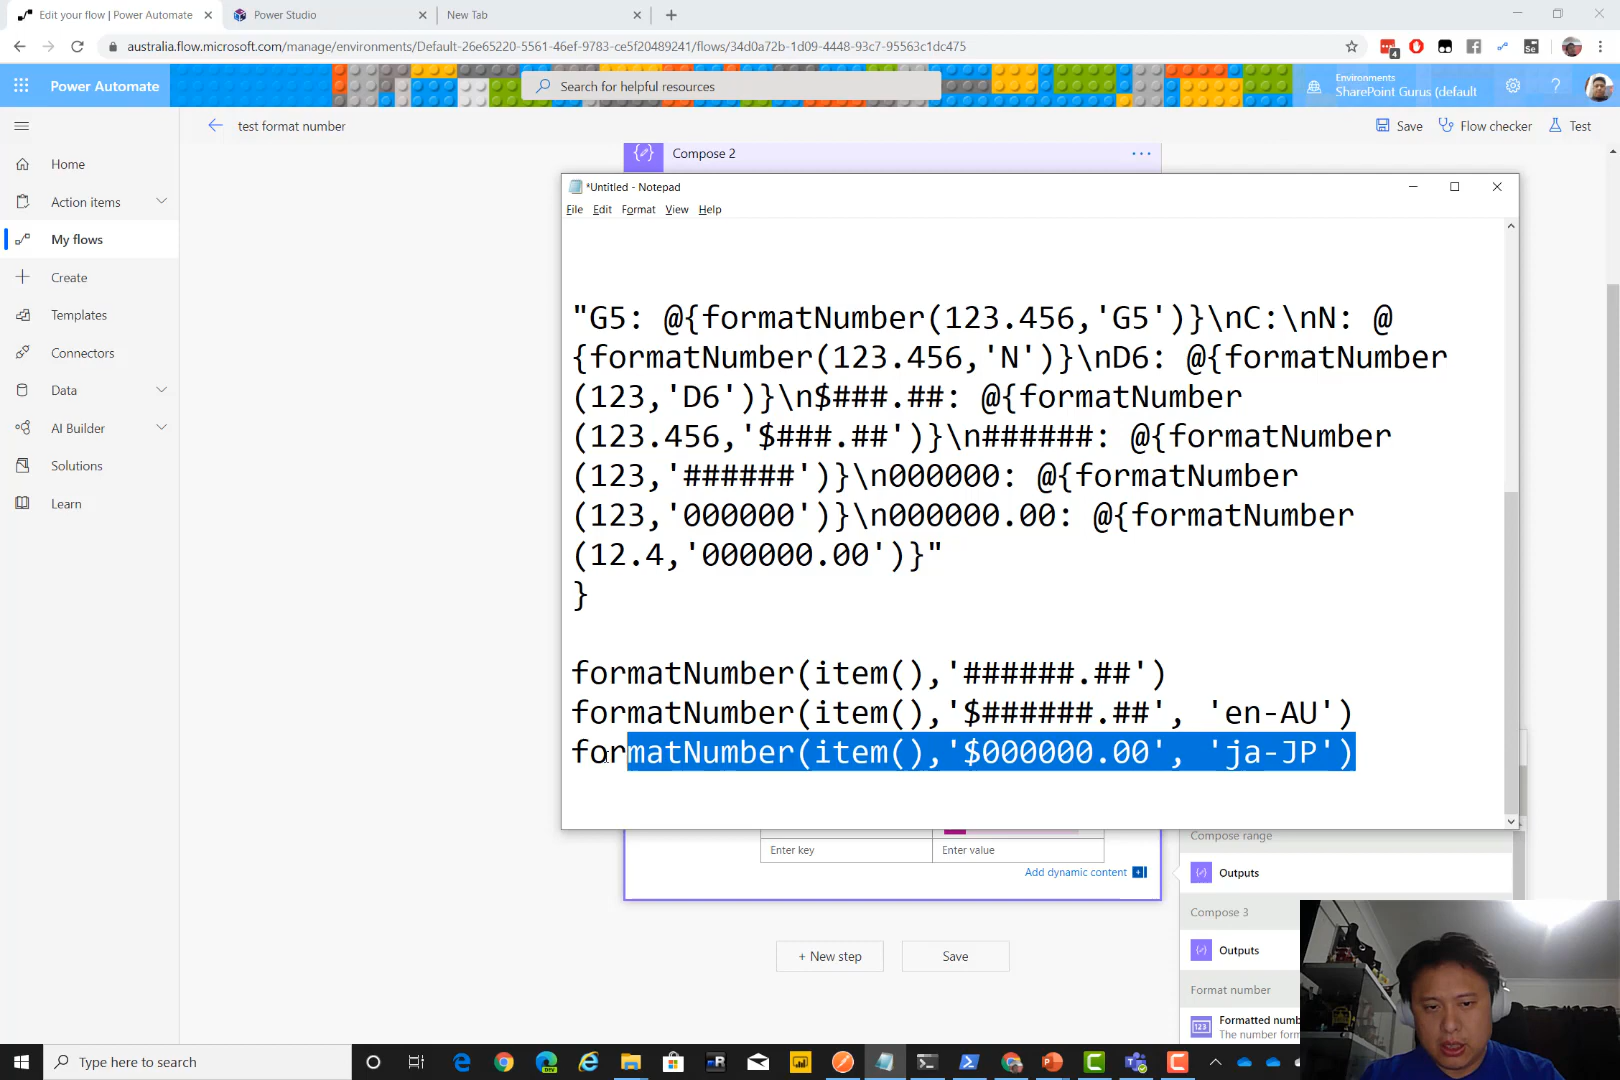 Edit your flow | Power Automate
Power Studio
New Tab
australia.flow.microsoft.com/manage/environments/Default-26e65220-5561-46ef-9783-ce5f20489241/flows/34d0a72b-1d09-4448-93c7-95563c1dc475
4
Power Automate
Search for helpful resources
Environments
SharePoint Gurus (default
test format number
Save
Flow checker
Test
Home
Action items
My flows
Create
Templates
Connectors
Data
AI Builder
Solutions
Learn
Compose 2
*Untitled - Notepad
File Edit Format View Help
"G5: @{formatNumber(123.456,'G5')}\nC:\nN: @
{formatNumber(123.456,'N')}\nD6: @{formatNumber
(123,'D6')}\n$###.##: @{formatNumber
(123.456,'$###.##')}\n######: @{formatNumber
(123,'######')}\n000000: @{formatNumber
(123,'000000')}\n000000.00: @{formatNumber
(12.4,'000000.00')}"
}
formatNumber(item(),'######.##')
formatNumber(item(),'$######.##', 'en-AU')
formatNumber(item(),'$000000.00', 'ja-JP')
Enter key
Enter value
Add dynamic content
+ New step
Save
Compose range
Outputs
Compose 3
Outputs
Format number
Formatted numb
The number form
Type here to search